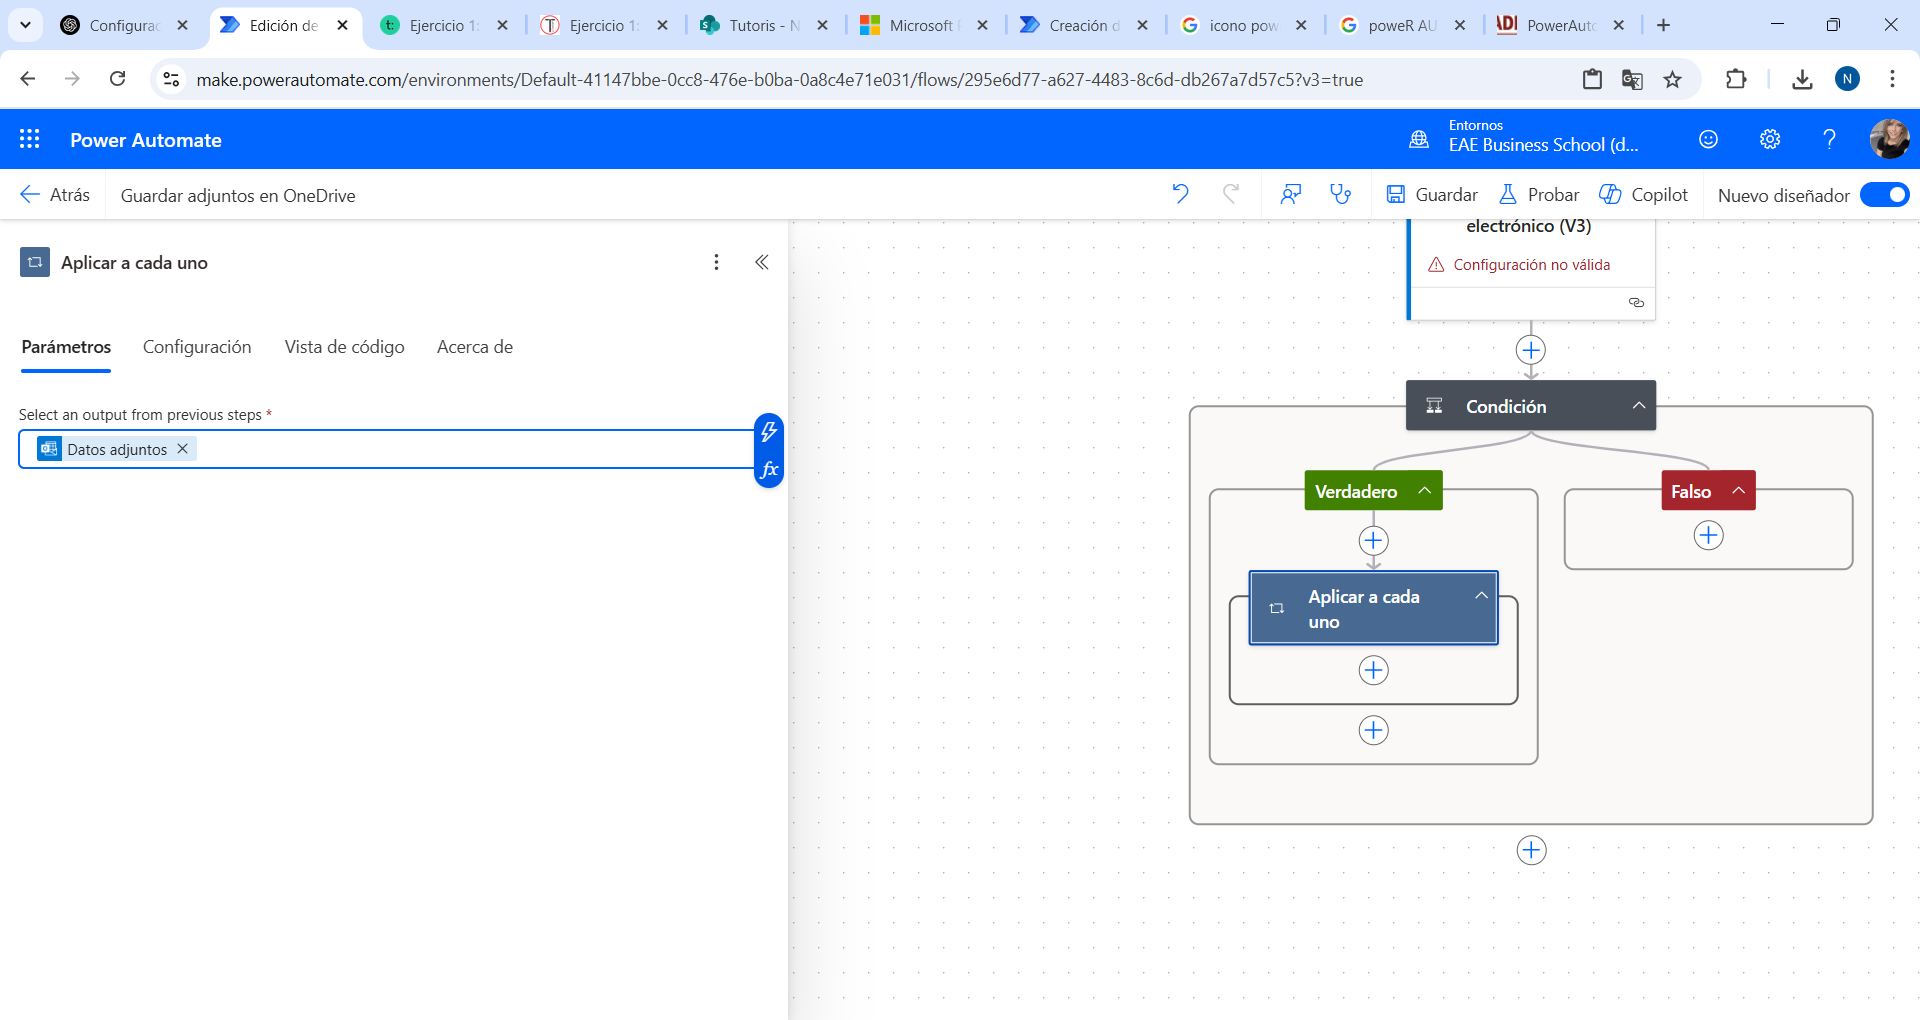 Configurac
Edición de
Ejercicio 1:
Ejercicio 1:
Tutoris - N
Microsoft
Creación d
icono pow
poweR AU
PowerAuto
make.powerautomate.com/environments/Default-41147bbe-0cc8-476e-b0ba-0a8c4e71e031/flows/295e6d77-a627-4483-8c6d-db267a7d57c5?v3=true
N
Power Automate
Entornos
EAE Business School (d...
Atrás
Guardar adjuntos en OneDrive
Guardar
Probar
Copilot
Nuevo diseñador
Aplicar a cada uno
Parámetros
Configuración
Vista de código
Acerca de
Select an output from previous steps *
Datos adjuntos
fx
electrónico (V3)
Configuración no válida
Condición
Verdadero
Falso
Aplicar a cada
uno